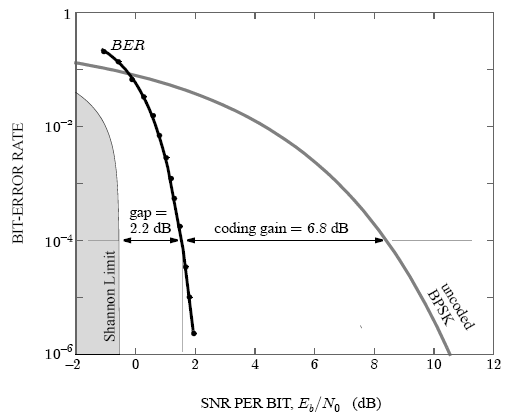 1
BER
10⁻²
BIT-ERROR RATE
gap =
2.2 dB
coding gain = 6.8 dB
10⁻⁴
Shannon Limit
uncoded
BPSK
10⁻⁶
−2 0 2 4 6 8 10 12
SNR PER BIT, E_b/N_0 (dB)